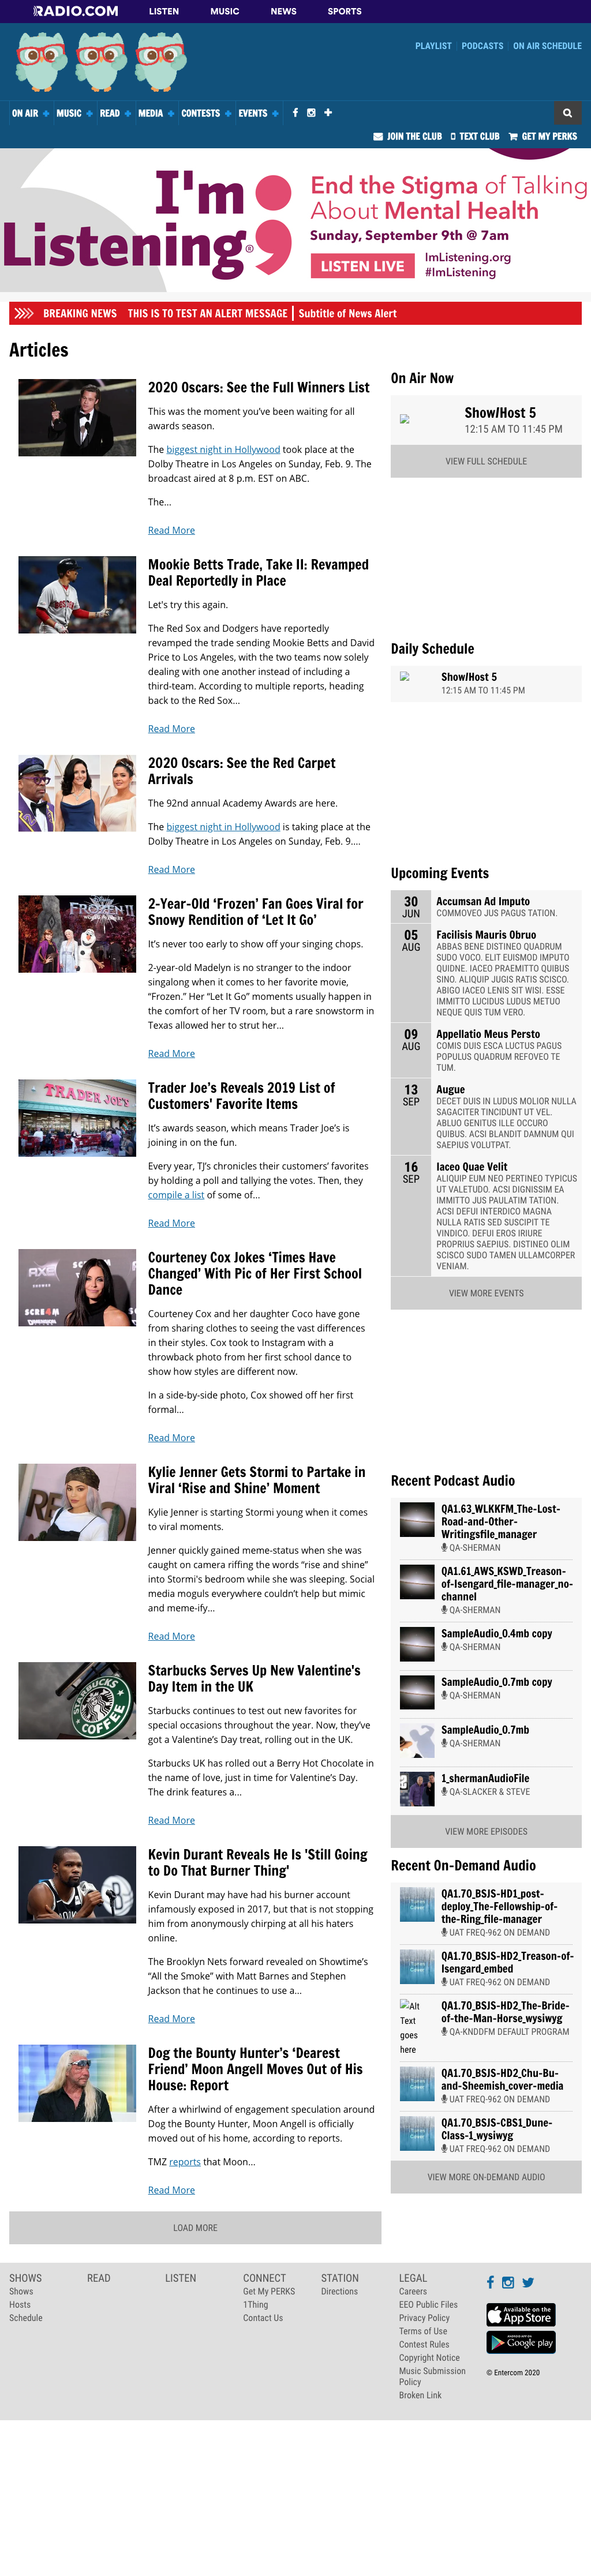 RADIO.COM LISTEN MUSIC NEWS SPORTS
PLAYLIST PODCASTS ON AIR SCHEDULE
ON AIR MUSIC READ MEDIA CONTESTS EVENTS
JOIN THE CLUB TEXT CLUB GET MY PERKS
I'm
Listening®
End the Stigma of Talking
About Mental Health
Sunday, September 9th @ 7am
LISTEN LIVE
ImListening.org
#ImListening
BREAKING NEWS THIS IS TO TEST AN ALERT MESSAGE Subtitle of News Alert
Articles
2020 Oscars: See the Full Winners List
This was the moment you've been waiting for all
awards season.
The biggest night in Hollywood took place at the
Dolby Theatre in Los Angeles on Sunday, Feb. 9. The
broadcast aired at 8 p.m. EST on ABC.
The...
Read More
Mookie Betts Trade, Take II: Revamped
Deal Reportedly in Place
Let's try this again.
The Red Sox and Dodgers have reportedly
revamped the trade sending Mookie Betts and David
Price to Los Angeles, with the two teams now solely
dealing with one another instead of including a
third-team. According to multiple reports, heading
back to the Red Sox...
Read More
2020 Oscars: See the Red Carpet
Arrivals
The 92nd annual Academy Awards are here.
The biggest night in Hollywood is taking place at the
Dolby Theatre in Los Angeles on Sunday, Feb. 9....
Read More
FROZEN II
2-Year-Old ‘Frozen’ Fan Goes Viral for
Snowy Rendition of ‘Let It Go’
It’s never too early to show off your singing chops.
2-year-old Madelyn is no stranger to the indoor
singalong when it comes to her favorite movie,
“Frozen.” Her “Let It Go” moments usually happen in
the comfort of her TV room, but a rare snowstorm in
Texas allowed her to strut her...
Read More
TRADER JOE'S
Trader Joe’s Reveals 2019 List of
Customers' Favorite Items
It’s awards season, which means Trader Joe’s is
joining in on the fun.
Every year, TJ’s chronicles their customers’ favorites
by holding a poll and tallying the votes. Then, they
compile a list of some of...
Read More
AXE
SCRE4M
DIMENSION
Courteney Cox Jokes ‘Times Have
Changed’ With Pic of Her First School
Dance
Courteney Cox and her daughter Coco have gone
from sharing clothes to seeing the vast differences
in their styles. Cox took to Instagram with a
throwback photo from her first school dance to
show how styles are different now.
In a side-by-side photo, Cox showed off her first
formal...
Read More
Kylie Jenner Gets Stormi to Partake in
Viral ‘Rise and Shine’ Moment
Kylie Jenner is starting Stormi young when it comes
to viral moments.
Jenner quickly gained meme-status when she was
caught on camera riffing the words “rise and shine”
into Stormi's bedroom while she was sleeping. Social
media moguls everywhere couldn’t help but mimic
and meme-ify...
Read More
STARBUCKS
COFFEE
Starbucks Serves Up New Valentine's
Day Item in the UK
Starbucks continues to test out new favorites for
special occasions throughout the year. Now, they’ve
got a Valentine’s Day treat, rolling out in the UK.
Starbucks UK has rolled out a Berry Hot Chocolate in
the name of love, just in time for Valentine’s Day.
The drink features a...
Read More
Kevin Durant Reveals He Is 'Still Going
to Do That Burner Thing'
Kevin Durant may have had his burner account
infamously exposed in 2017, but that is not stopping
him from anonymously chirping at all his haters
online.
The Brooklyn Nets forward revealed on Showtime’s
“All the Smoke” with Matt Barnes and Stephen
Jackson that he continues to use a...
Read More
Dog the Bounty Hunter’s ‘Dearest
Friend’ Moon Angell Moves Out of His
House: Report
After a whirlwind of engagement speculation around
Dog the Bounty Hunter, Moon Angell is officially
moved out of his home, according to reports.
TMZ reports that Moon...
Read More
LOAD MORE
On Air Now
Show/Host 5
12:15 AM TO 11:45 PM
VIEW FULL SCHEDULE
Daily Schedule
Show/Host 5
12:15 AM TO 11:45 PM
Upcoming Events
30
JUN
Accumsan Ad Imputo
COMMOVEO JUS PAGUS TATION.
05
AUG
Facilisis Mauris Obruo
ABBAS BENE DISTINEO QUADRUM
SUDO VOCO. ELIT EUISMOD IMPUTO
QUIDNE. IACEO PRAEMITTO QUIBUS
SINO. ALIQUIP JUGIS RATIS SCISCO.
ABIGO IACEO LENIS SIT WISI. ESSE
IMMITTO LUCIDUS LUDUS METUO
NEQUE QUIS TUM VERO.
09
AUG
Appellatio Meus Persto
COMIS DUIS ESCA LUCTUS PAGUS
POPULUS QUADRUM REFOVEO TE
TUM.
13
SEP
Augue
DECET DUIS IN LUDUS MOLIOR NULLA
SAGACITER TINCIDUNT UT VEL.
ABLUO GENITUS ILLE OCCURO
QUIBUS. ACSI BLANDIT DAMNUM QUI
SAEPIUS VOLUTPAT.
16
SEP
Iaceo Quae Velit
ALIQUIP EUM NEO PERTINEO TYPICUS
UT VALETUDO. ACSI DIGNISSIM EA
IMMITTO JUS PAULATIM TATION.
ACSI DEFUI INTERDICO MAGNA
NULLA RATIS SED SUSCIPIT TE
VINDICO. DEFUI EROS IRIURE
PROPRIUS SAEPIUS. DISTINEO OLIM
SCISCO SUDO TAMEN ULLAMCORPER
VENIAM.
VIEW MORE EVENTS
Recent Podcast Audio
QA1.63_WLKKFM_The-Lost-
Road-and-Other-
Writingsfile_manager
QA-SHERMAN
QA1.61_AWS_KSWD_Treason-
of-Isengard_file-manager_no-
channel
QA-SHERMAN
SampleAudio_0.4mb copy
QA-SHERMAN
SampleAudio_0.7mb copy
QA-SHERMAN
SampleAudio_0.7mb
QA-SHERMAN
1_shermanAudioFile
QA-SLACKER & STEVE
VIEW MORE EPISODES
Recent On-Demand Audio
QA1.70_BSJS-HD1_post-
deploy_The-Fellowship-of-
the-Ring_file-manager
UAT FREQ-962 ON DEMAND
QA1.70_BSJS-HD2_Treason-of-
Isengard_embed
UAT FREQ-962 ON DEMAND
Alt
Text
goes
here
QA1.70_BSJS-HD2_The-Bride-
of-the-Man-Horse_wysiwyg
QA-KNDDFM DEFAULT PROGRAM
QA1.70_BSJS-HD2_Chu-Bu-
and-Sheemish_cover-media
UAT FREQ-962 ON DEMAND
QA1.70_BSJS-CBS1_Dune-
Class-1_wysiwyg
UAT FREQ-962 ON DEMAND
VIEW MORE ON-DEMAND AUDIO
SHOWS
Shows
Hosts
Schedule
READ
LISTEN
CONNECT
Get My PERKS
1Thing
Contact Us
STATION
Directions
LEGAL
Careers
EEO Public Files
Privacy Policy
Terms of Use
Contest Rules
Copyright Notice
Music Submission
Policy
Broken Link
Available on the
App Store
ANDROID APP ON
Google play
© Entercom 2020